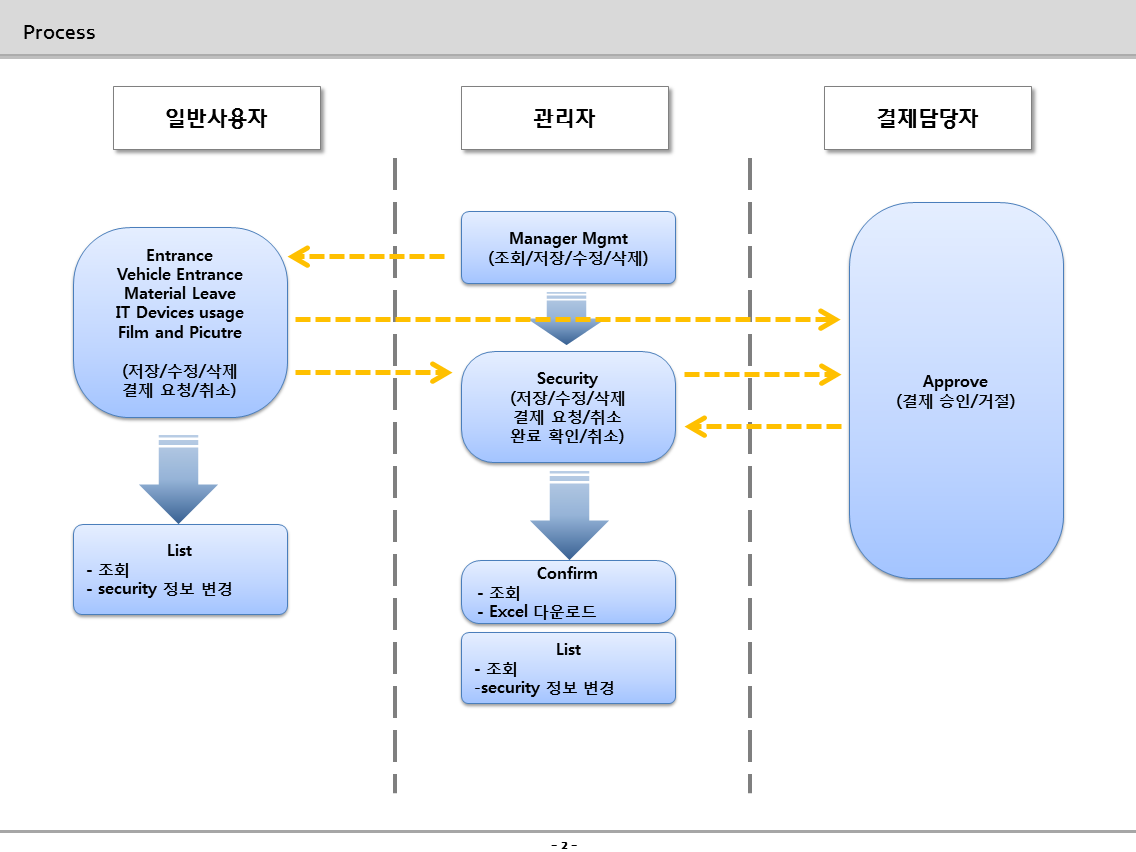 Process
일반사용자
관리자
결제담당자
Entrance
Vehicle Entrance
Material Leave
IT Devices usage
Film and Picutre
(저장/수정/삭제
결제 요청/취소)
List
- 조회
- security 정보 변경
Manager Mgmt
(조회/저장/수정/삭제)
Security
(저장/수정/삭제
결제 요청/취소
완료 확인/취소)
Confirm
- 조회
- Excel 다운로드
List
- 조회
-security 정보 변경
Approve
(결제 승인/거절)
- 2 -